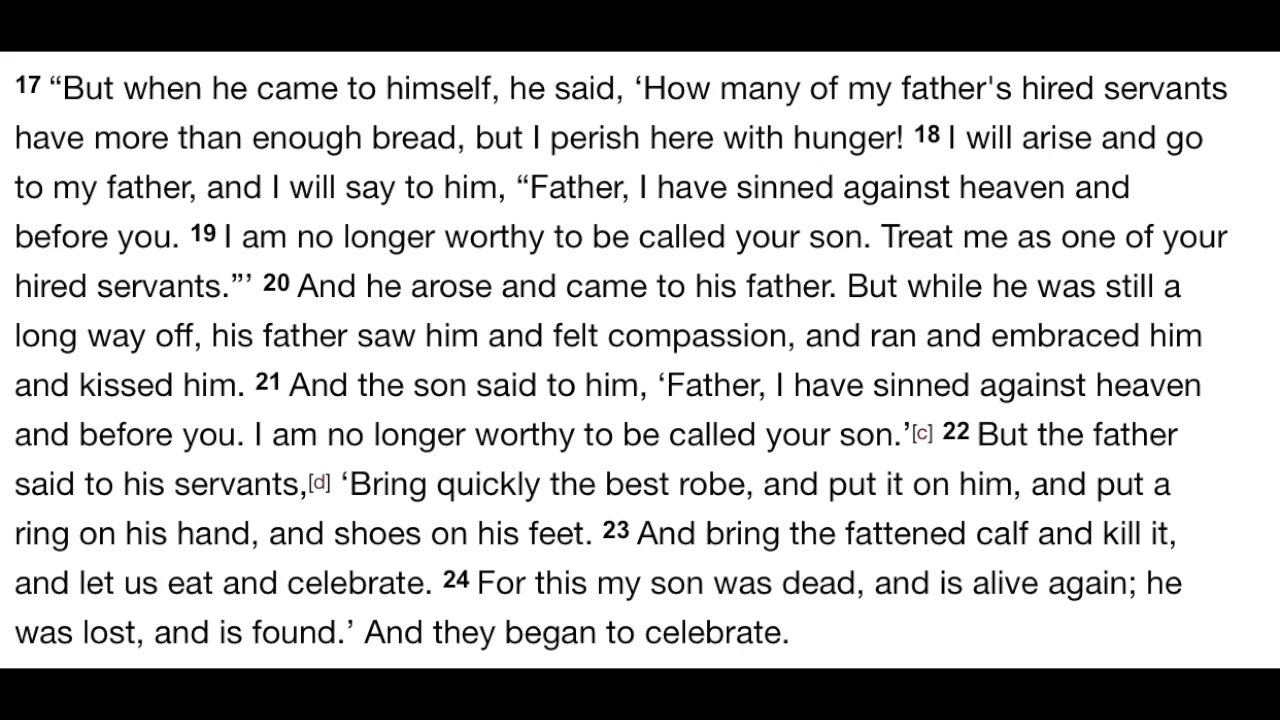 17 “But when he came to himself, he said, ‘How many of my father's hired servants
have more than enough bread, but I perish here with hunger! 18 I will arise and go
to my father, and I will say to him, “Father, I have sinned against heaven and
before you. 19 I am no longer worthy to be called your son. Treat me as one of your
hired servants.”’ 20 And he arose and came to his father. But while he was still a
long way off, his father saw him and felt compassion, and ran and embraced him
and kissed him. 21 And the son said to him, ‘Father, I have sinned against heaven
and before you. I am no longer worthy to be called your son.’[c] 22 But the father
said to his servants,[d] ‘Bring quickly the best robe, and put it on him, and put a
ring on his hand, and shoes on his feet. 23 And bring the fattened calf and kill it,
and let us eat and celebrate. 24 For this my son was dead, and is alive again; he
was lost, and is found.’ And they began to celebrate.